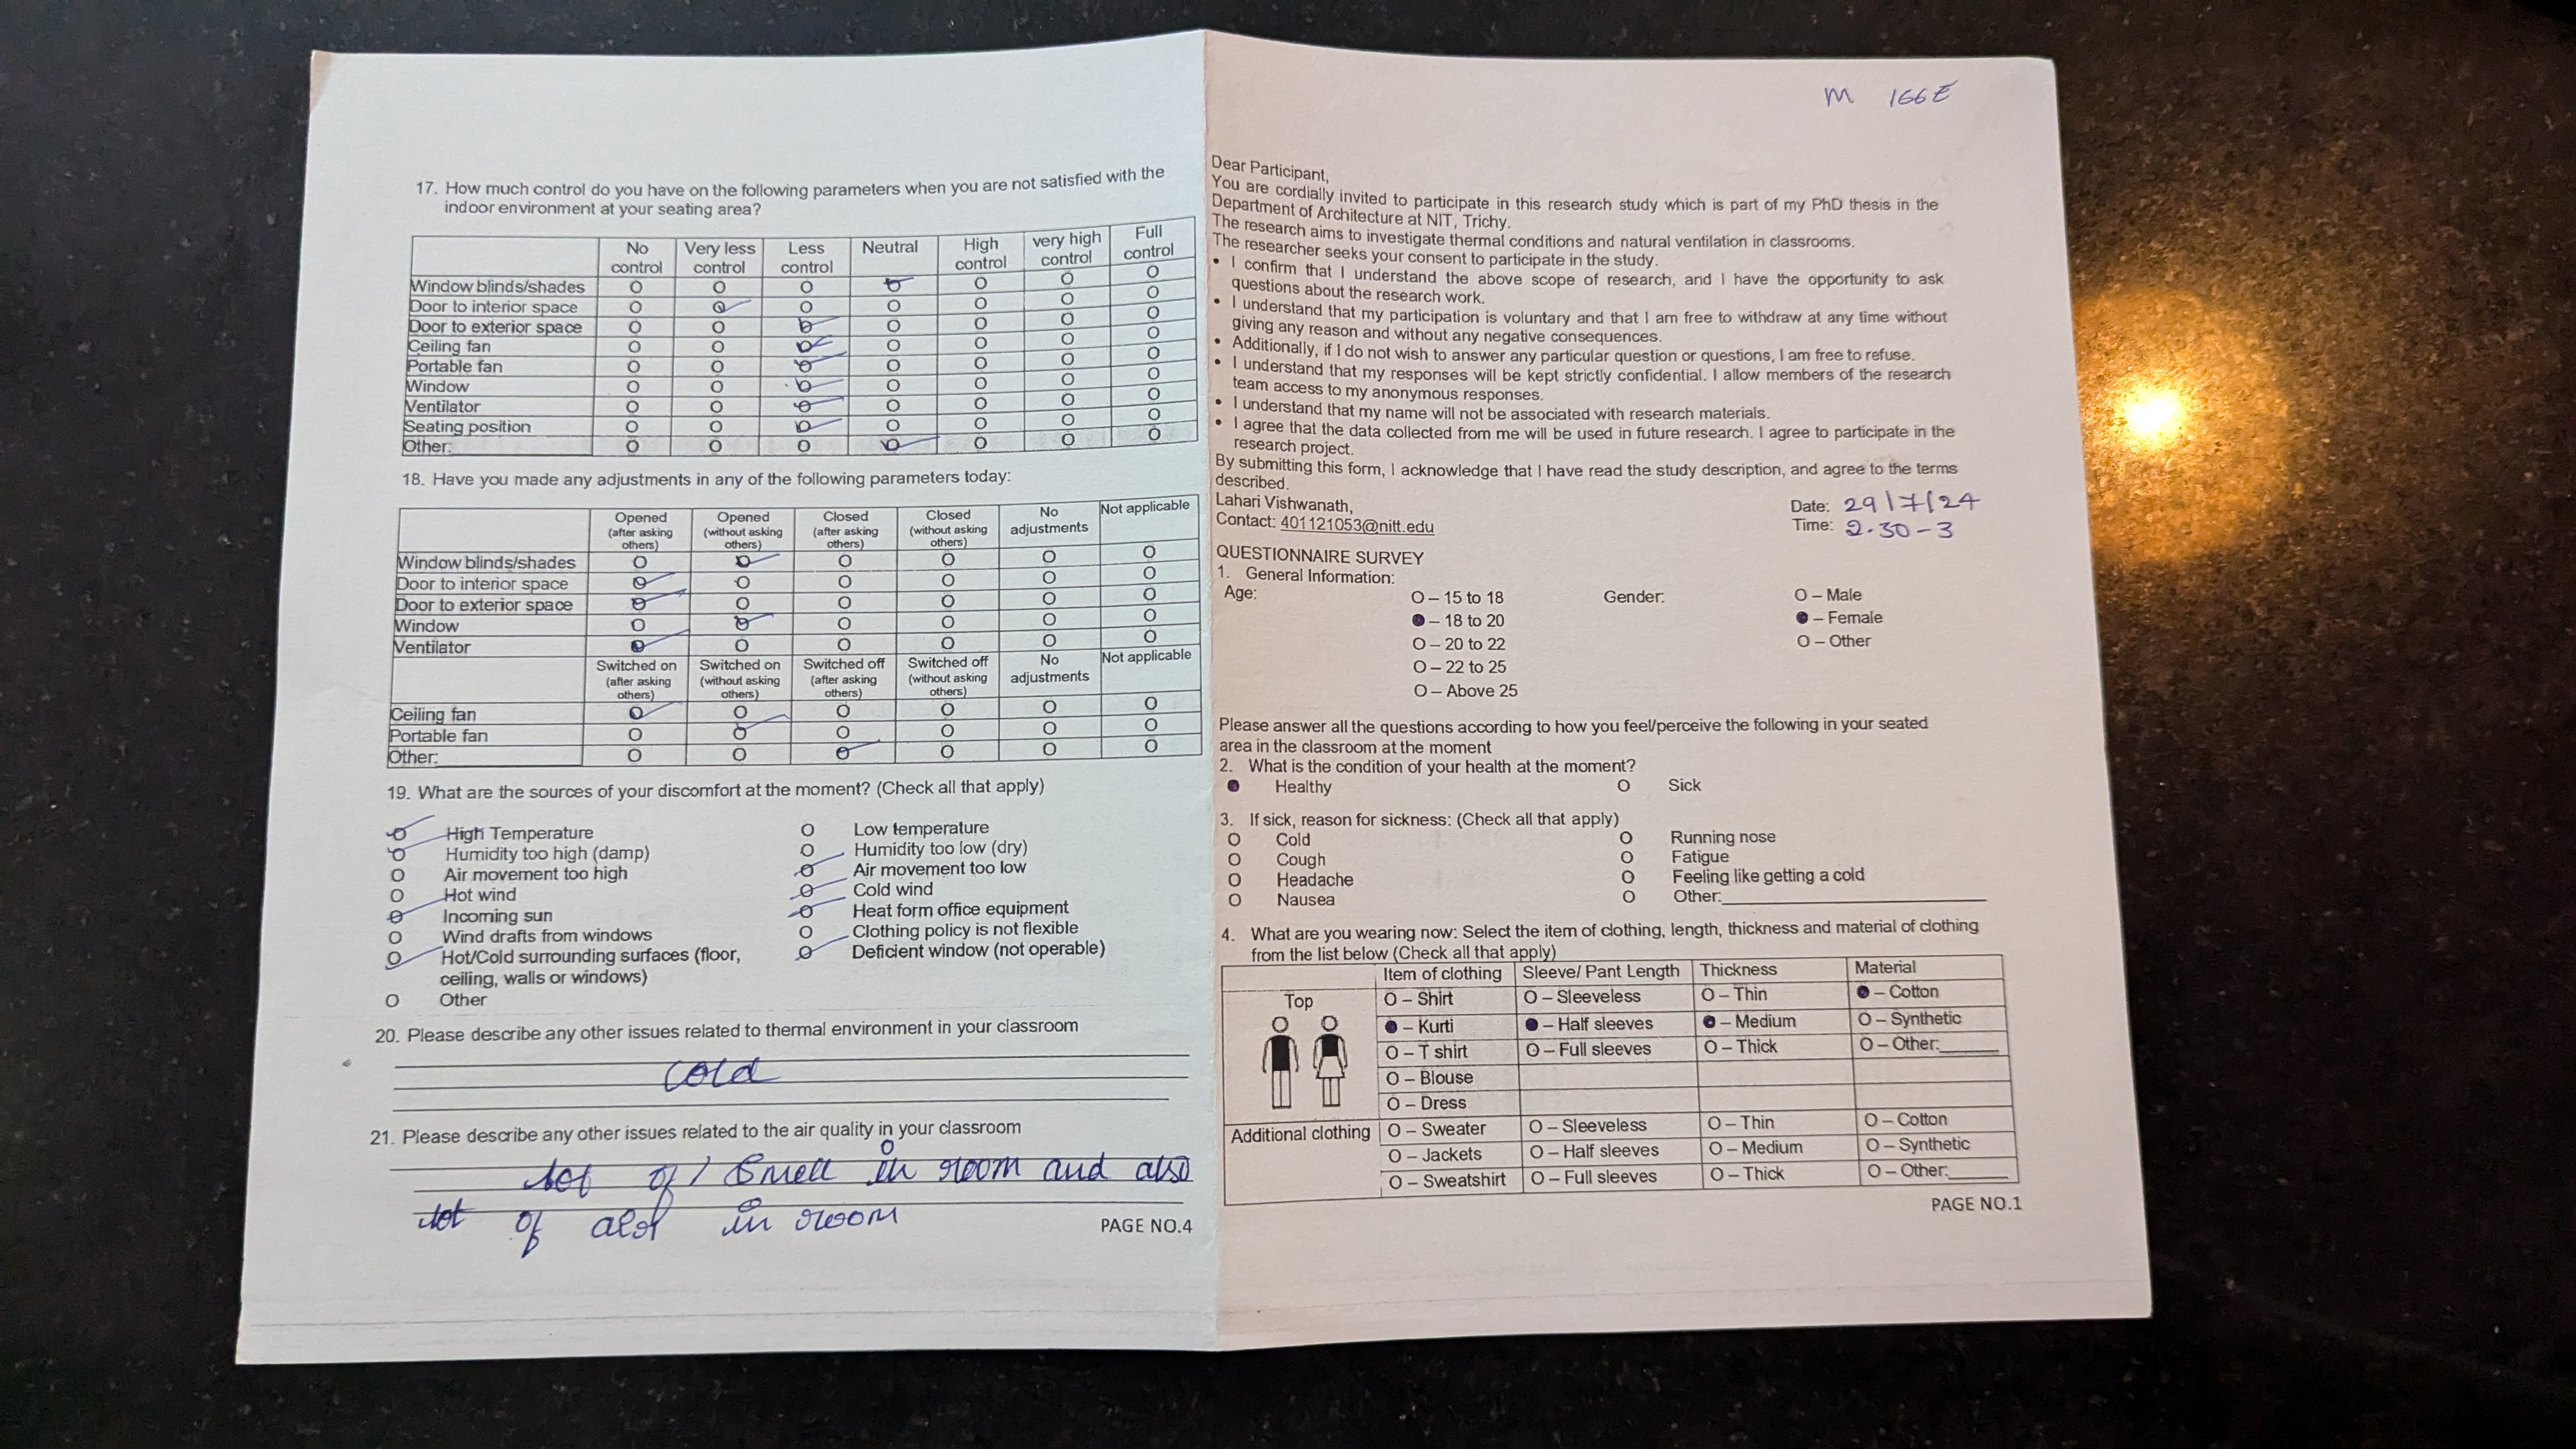 17. How much control do you have on the following parameters when you are not satisfied with the
indoor environment at your seating area?
No control Very less control Less control Neutral High control very high control Full control
Window blinds/shades O O O O O O O
Door to interior space O O O O O O O
Door to exterior space O O O O O O O
Ceiling fan O O O O O O O
Portable fan O O O O O O O
Window O O O O O O O
Ventilator O O O O O O O
Seating position O O O O O O O
Other: O O O O O O O
18. Have you made any adjustments in any of the following parameters today:
Opened (after asking others) Opened (without asking others) Closed (after asking others) Closed (without asking others) No adjustments Not applicable
Window blinds/shades O O O O O O
Door to interior space O O O O O O
Door to exterior space O O O O O O
Window O O O O O O
Ventilator O O O O O O
Switched on (after asking others) Switched on (without asking others) Switched off (after asking others) Switched off (without asking others) No adjustments Not applicable
Ceiling fan O O O O O O
Portable fan O O O O O O
Other: O O O O O O
19. What are the sources of your discomfort at the moment? (Check all that apply)
O High Temperature O Low temperature
O Humidity too high (damp) O Humidity too low (dry)
O Air movement too high O Air movement too low
O Hot wind O Cold wind
O Incoming sun O Heat form office equipment
O Wind drafts from windows O Clothing policy is not flexible
O Hot/Cold surrounding surfaces (floor, O Deficient window (not operable)
ceiling, walls or windows)
O Other
20. Please describe any other issues related to thermal environment in your classroom
cold
21. Please describe any other issues related to the air quality in your classroom
lot of smell in room and also
lot of in room
PAGE NO.4
M 166E
Dear Participant,
You are cordially invited to participate in this research study which is part of my PhD thesis in the
Department of Architecture at NIT, Trichy.
The research aims to investigate thermal conditions and natural ventilation in classrooms.
The researcher seeks your consent to participate in the study.
• I confirm that I understand the above scope of research, and I have the opportunity to ask
questions about the research work.
• I understand that my participation is voluntary and that I am free to withdraw at any time without
giving any reason and without any negative consequences.
• Additionally, if I do not wish to answer any particular question or questions, I am free to refuse.
• I understand that my responses will be kept strictly confidential. I allow members of the research
team access to my anonymous responses.
• I understand that my name will not be associated with research materials.
• I agree that the data collected from me will be used in future research. I agree to participate in the
research project.
By submitting this form, I acknowledge that I have read the study description, and agree to the terms
described.
Lahari Vishwanath, Date: 29/7/24
Contact: 401121053@nitt.edu Time: 2.30-3
QUESTIONNAIRE SURVEY
1. General Information:
Age: O – 15 to 18 Gender: O – Male
– 18 to 20 – Female
O – 20 to 22 O – Other
O – 22 to 25
O – Above 25
Please answer all the questions according to how you feel/perceive the following in your seated
area in the classroom at the moment
2. What is the condition of your health at the moment?
Healthy O Sick
3. If sick, reason for sickness: (Check all that apply)
O Cold O Running nose
O Cough O Fatigue
O Headache O Feeling like getting a cold
O Nausea O Other:
4. What are you wearing now: Select the item of clothing, length, thickness and material of clothing
from the list below (Check all that apply)
Item of clothing Sleeve/ Pant Length Thickness Material
Top O – Shirt O – Sleeveless O – Thin – Cotton
– Kurti – Half sleeves – Medium O – Synthetic
O – T shirt O – Full sleeves O – Thick O – Other:
O – Blouse
O – Dress
Additional clothing O – Sweater O – Sleeveless O – Thin O – Cotton
O – Jackets O – Half sleeves O – Medium O – Synthetic
O – Sweatshirt O – Full sleeves O – Thick O – Other:
PAGE NO.1